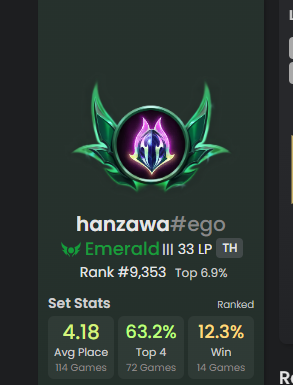 hanzawa#ego
Emerald III 33 LP TH
Rank #9,353 Top 6.9%
Set Stats Ranked
4.18 63.2% 12.3%
Avg Place Top 4 Win
114 Games 72 Games 14 Games